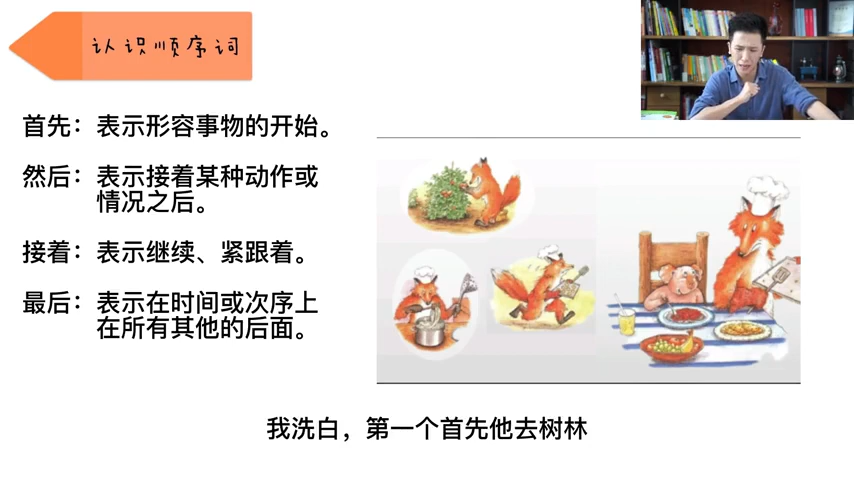 认识顺序词
首先：表示形容事物的开始。
然后：表示接着某种动作或
情况之后。
接着：表示继续、紧跟着。
最后：表示在时间或次序上
在所有其他的后面。
我洗白，第一个首先他去树林